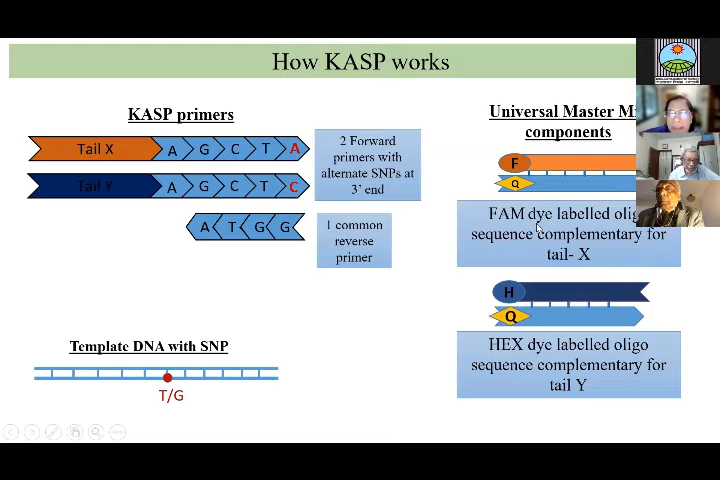 How KASP works
KASP primers
Tail X
A G C T A
Tail Y
A G C T C
2 Forward
primers with
alternate SNPs at
3' end
A T G G
1 common
reverse
primer
Template DNA with SNP
T/G
Universal Master Mi
components
F
Q
FAM dye labelled olig
sequence complementary for
tail- X
H
Q
HEX dye labelled oligo
sequence complementary for
tail Y